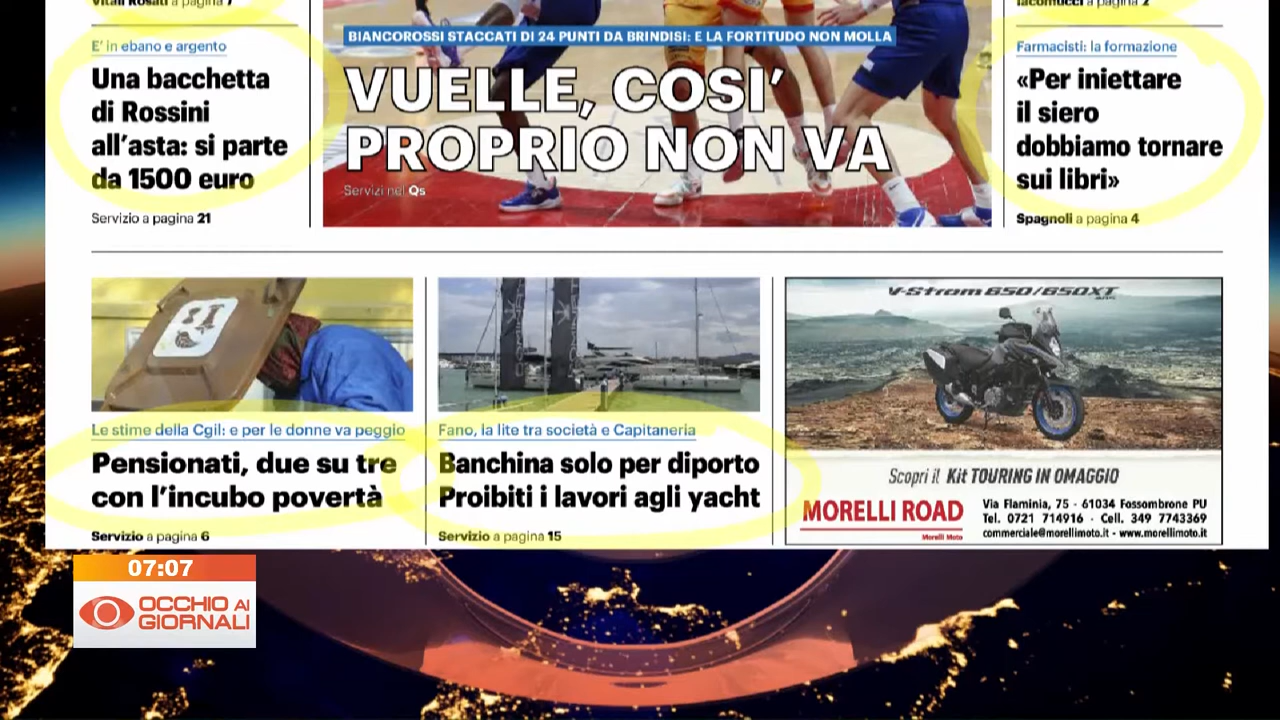 Vitali Rosati a pagina 7
Iacomucci a pagina 2
E' in ebano e argento
Una bacchetta
di Rossini
all'asta: si parte
da 1500 euro
Servizio a pagina 21
BIANCOROSSI STACCATI DI 24 PUNTI DA BRINDISI: E LA FORTITUDO NON MOLLA
VUELLE, COSI'
PROPRIO NON VA
Servizi nel Qs
Farmacisti: la formazione
«Per iniettare
il siero
dobbiamo tornare
sui libri»
Spagnoli a pagina 4
Le stime della Cgil: e per le donne va peggio
Pensionati, due su tre
con l'incubo povertà
Servizio a pagina 6
Fano, la lite tra società e Capitaneria
Banchina solo per diporto
Proibiti i lavori agli yacht
Servizio a pagina 15
V-Strom 650/650XT
Scopri il Kit TOURING IN OMAGGIO
MORELLI ROAD
Morelli Moto
Via Flaminia, 75 - 61034 Fossombrone PU
Tel. 0721 714916 - Cell. 349 7743369
commerciale@morellimoto.it - www.morellimoto.it
07:07
OCCHIO AI
GIORNALI